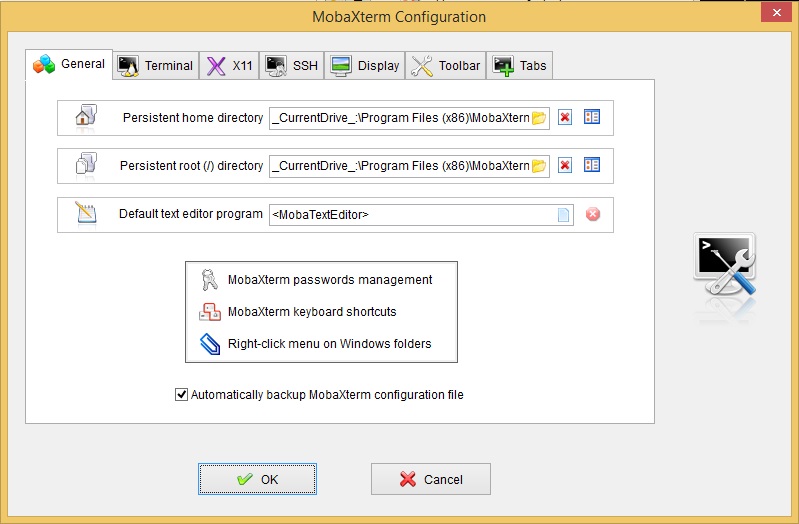 MobaXterm Configuration
General Terminal X11 SSH Display Toolbar Tabs
Persistent home directory _CurrentDrive_:\Program Files (x86)\MobaXtern
Persistent root (/) directory _CurrentDrive_:\Program Files (x86)\MobaXtern
Default text editor program <MobaTextEditor>
MobaXterm passwords management
MobaXterm keyboard shortcuts
Right-click menu on Windows folders
Automatically backup MobaXterm configuration file
OK Cancel